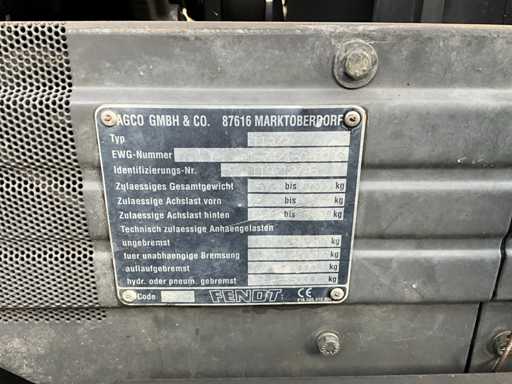 AGCO GMBH & CO. 87616 MARKTOBERDORF
Typ
EWG-Nummer
Identifizierungs-Nr.
Zulaessiges Gesamtgewicht bis kg
Zulaessige Achslast vorn bis kg
Zulaessige Achslast hinten bis kg
Technisch zulaessige Anhaengelasten
ungebremst kg
fuer unabhaengige Bremsung kg
auflaufgebremst kg
hydr. oder pneum. gebremst kg
Code FENDT CE